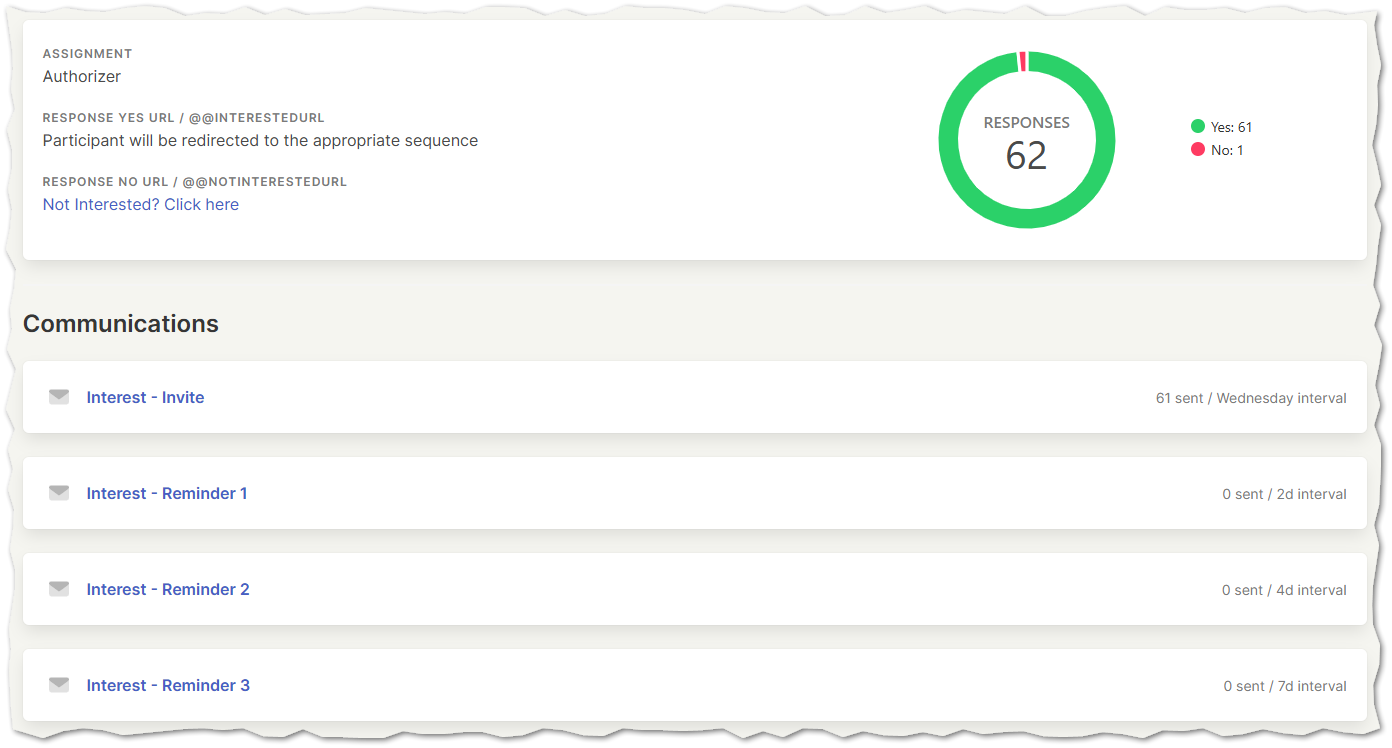 ASSIGNMENT
Authorizer
RESPONSE YES URL / @@INTERESTEDURL
Participant will be redirected to the appropriate sequence
RESPONSE NO URL / @@NOTINTERESTEDURL
Not Interested? Click here
RESPONSES
62
Yes: 61
No: 1
Communications
Interest - Invite
61 sent / Wednesday interval
Interest - Reminder 1
0 sent / 2d interval
Interest - Reminder 2
0 sent / 4d interval
Interest - Reminder 3
0 sent / 7d interval